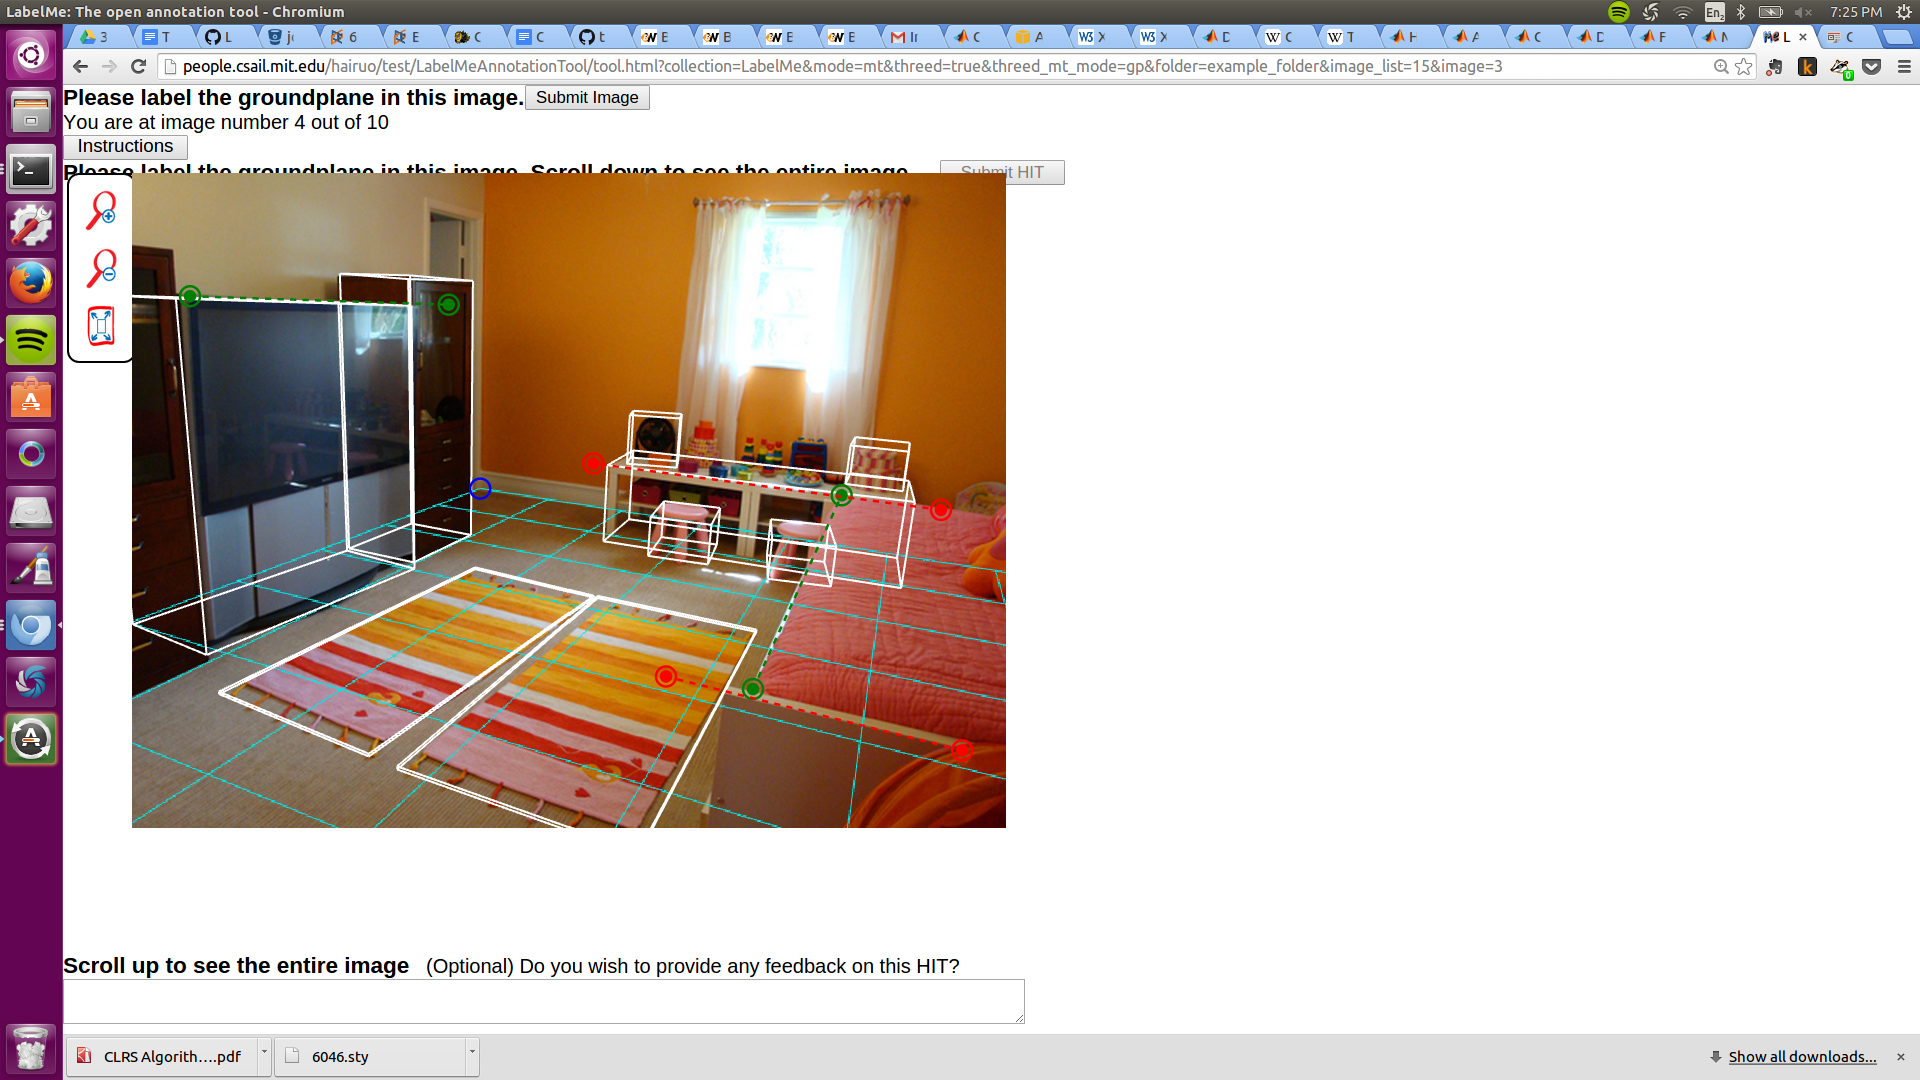 LabelMe: The open annotation tool - Chromium
En2
7:25 PM
3
T
L
6
E
C
C
t
E
B
E
E
C
A
X
X
D
C
T
H
A
C
D
F
L
C
people.csail.mit.edu/hairuo/test/LabelMeAnnotationTool/tool.html?collection=LabelMe&mode=mt&threed=true&threed_mt_mode=gp&folder=example_folder&image_list=15&image=3
Please label the groundplane in this image. Submit Image
You are at image number 4 out of 10
Instructions
Please label the groundplane in this image. Scroll down to see the entire image. Submit HIT
Scroll up to see the entire image (Optional) Do you wish to provide any feedback on this HIT?
CLRS Algorith....pdf
6046.sty
Show all downloads...